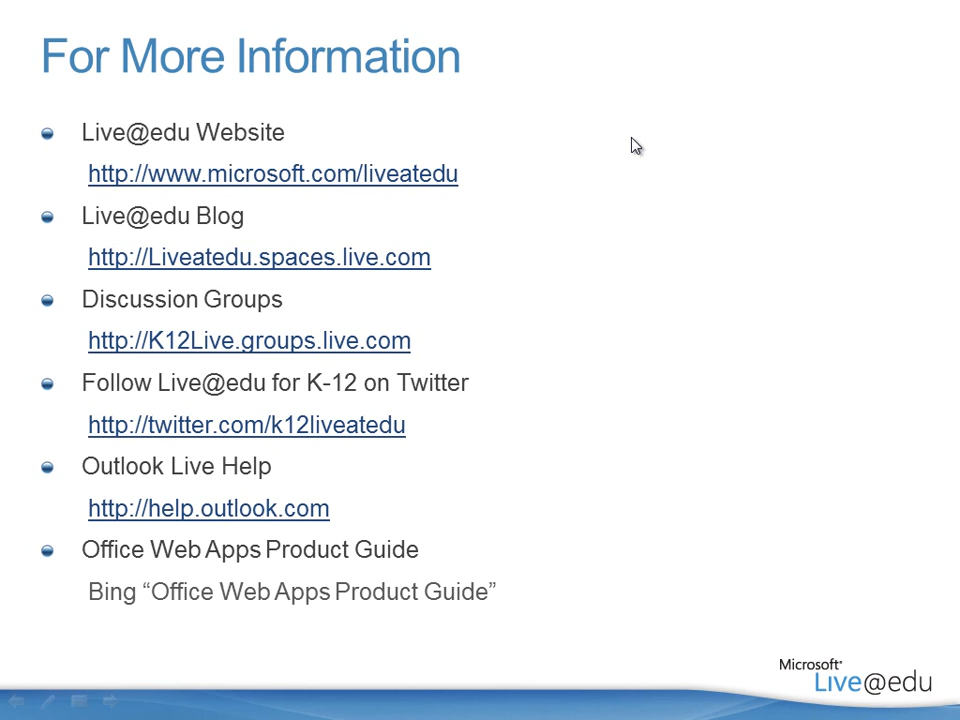 For More Information
Live@edu Website
http://www.microsoft.com/liveatedu
Live@edu Blog
http://Liveatedu.spaces.live.com
Discussion Groups
http://K12Live.groups.live.com
Follow Live@edu for K-12 on Twitter
http://twitter.com/k12liveatedu
Outlook Live Help
http://help.outlook.com
Office Web Apps Product Guide
Bing “Office Web Apps Product Guide”
Microsoft®
Live@edu